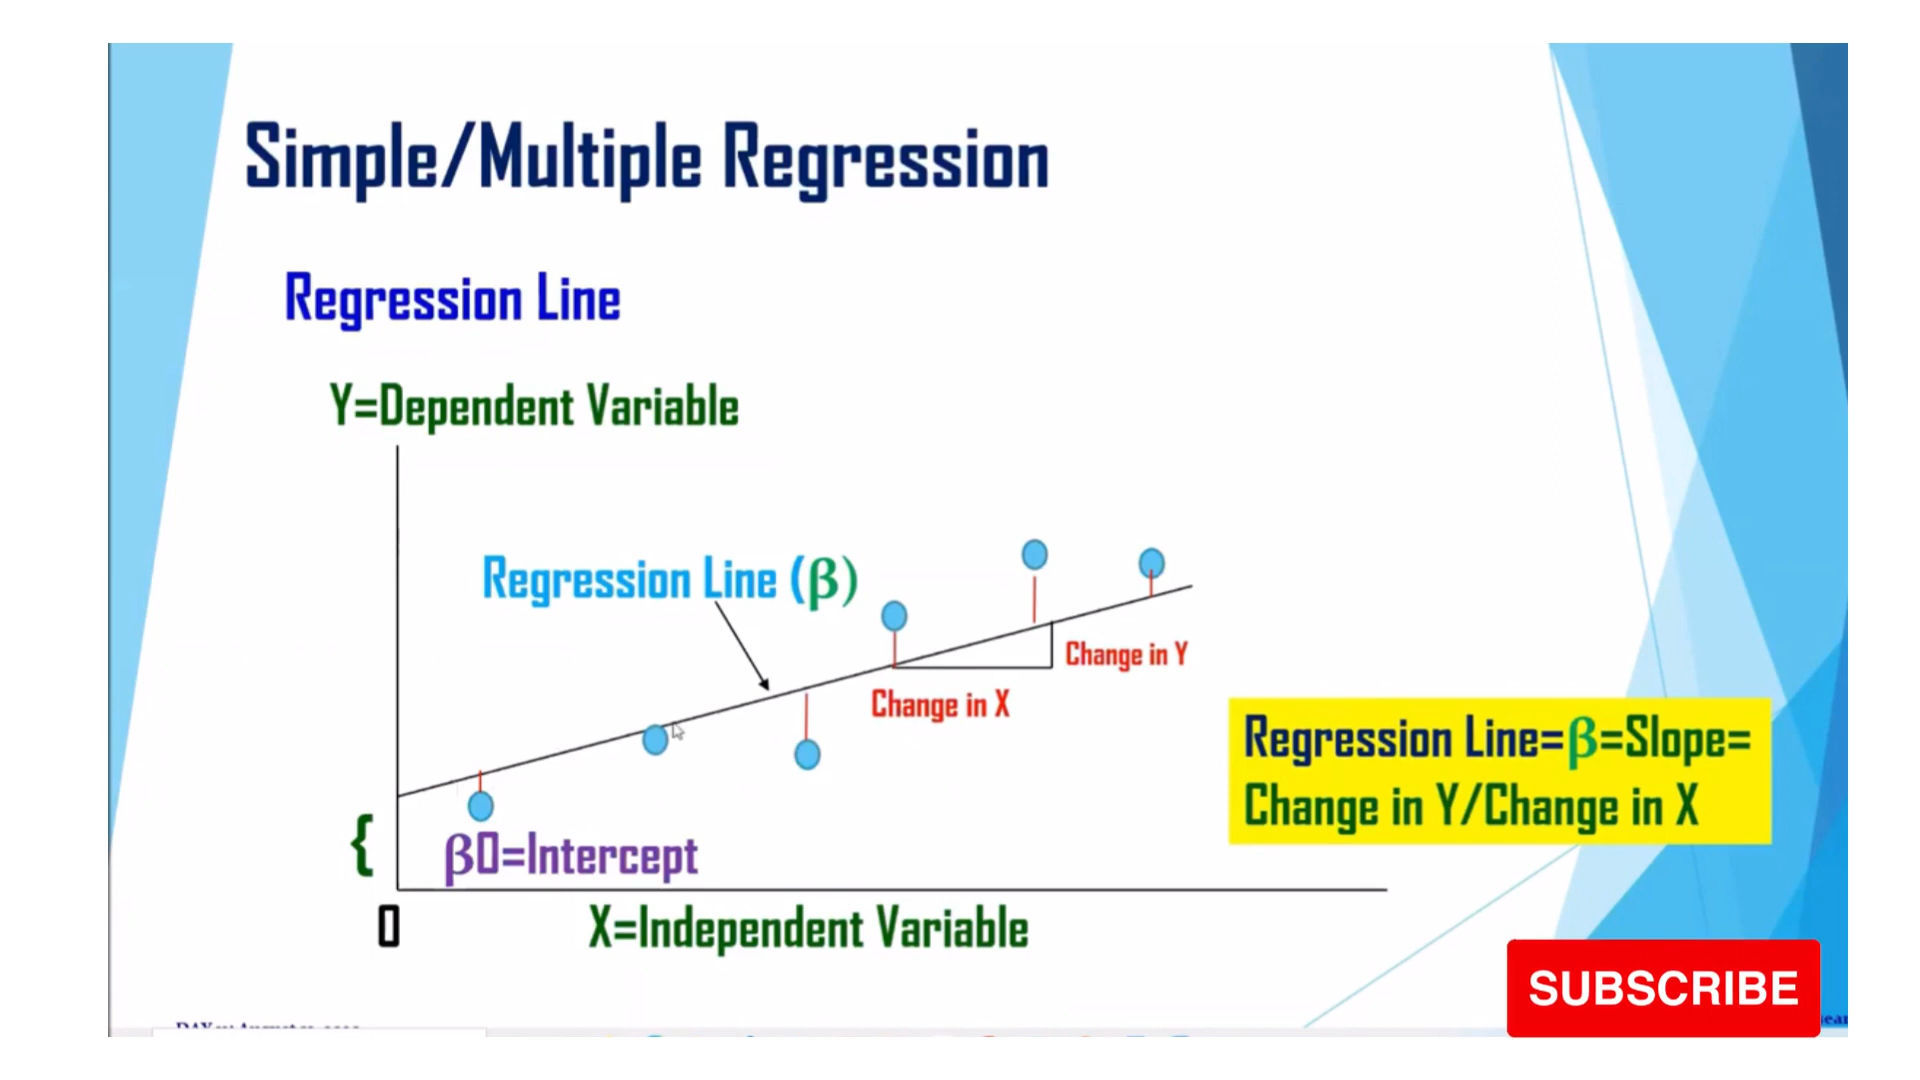 Simple/Multiple Regression
Regression Line
Y=Dependent Variable
Regression Line (β)
Change in Y
Change in X
Regression Line=β=Slope=
Change in Y/Change in X
{
β0=Intercept
0
X=Independent Variable
SUBSCRIBE